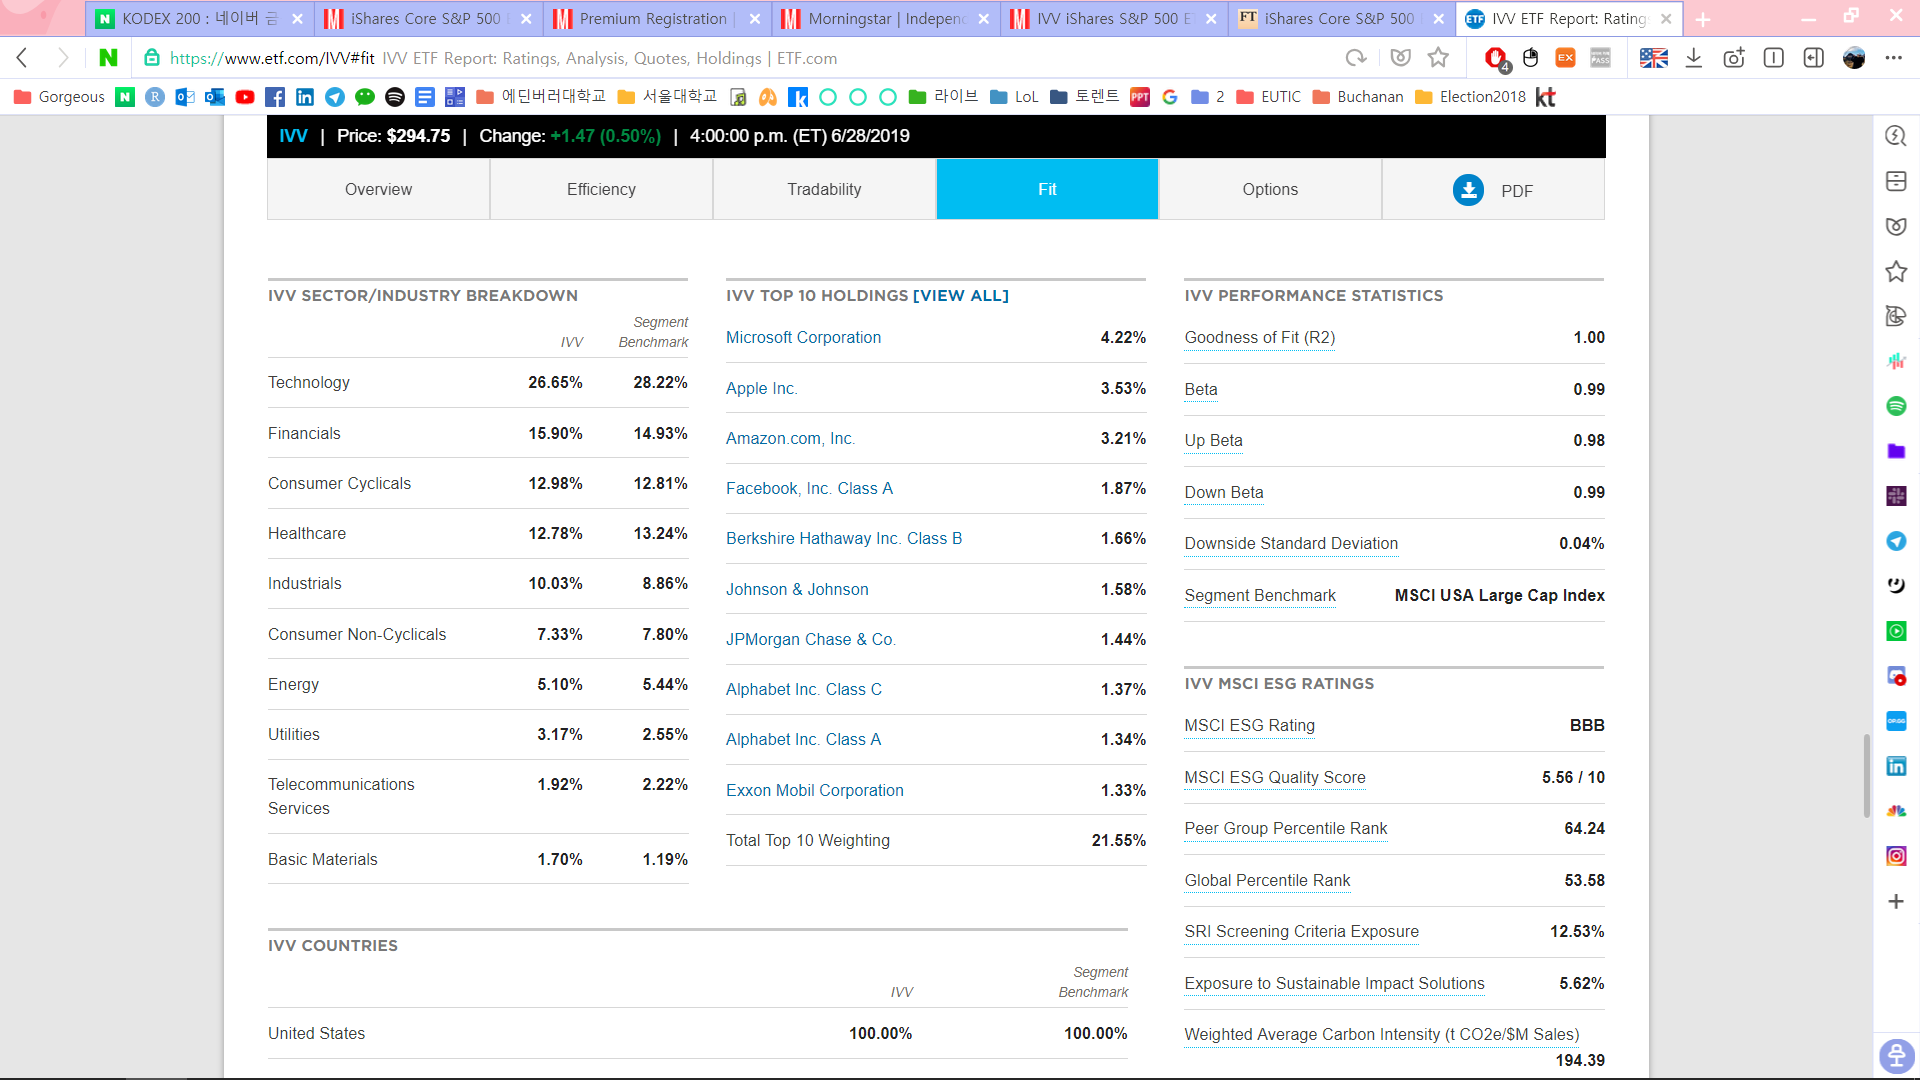 KODEX 200 : 네이버 금
iShares Core S&P 500
Premium Registration |
Morningstar | Independ
IVV iShares S&P 500 E
FT
iShares Core S&P 500
ETF
IVV ETF Report: Rating
N
https://www.etf.com/IVV#fit IVV ETF Report: Ratings, Analysis, Quotes, Holdings | ETF.com
4
EX
Gorgeous
에딘버러대학교
서울대학교
라이브
LoL
토렌트
PPT
2
EUTIC
Buchanan
Election2018
kt
IVV | Price: $294.75 | Change: +1.47 (0.50%) | 4:00:00 p.m. (ET) 6/28/2019
Overview Efficiency Tradability Fit Options PDF
IVV SECTOR/INDUSTRY BREAKDOWN
IVV Segment Benchmark
Technology 26.65% 28.22%
Financials 15.90% 14.93%
Consumer Cyclicals 12.98% 12.81%
Healthcare 12.78% 13.24%
Industrials 10.03% 8.86%
Consumer Non-Cyclicals 7.33% 7.80%
Energy 5.10% 5.44%
Utilities 3.17% 2.55%
Telecommunications 1.92% 2.22%
Services
Basic Materials 1.70% 1.19%
IVV TOP 10 HOLDINGS [VIEW ALL]
Microsoft Corporation 4.22%
Apple Inc. 3.53%
Amazon.com, Inc. 3.21%
Facebook, Inc. Class A 1.87%
Berkshire Hathaway Inc. Class B 1.66%
Johnson & Johnson 1.58%
JPMorgan Chase & Co. 1.44%
Alphabet Inc. Class C 1.37%
Alphabet Inc. Class A 1.34%
Exxon Mobil Corporation 1.33%
Total Top 10 Weighting 21.55%
IVV PERFORMANCE STATISTICS
Goodness of Fit (R2) 1.00
Beta 0.99
Up Beta 0.98
Down Beta 0.99
Downside Standard Deviation 0.04%
Segment Benchmark MSCI USA Large Cap Index
IVV MSCI ESG RATINGS
MSCI ESG Rating BBB
MSCI ESG Quality Score 5.56 / 10
Peer Group Percentile Rank 64.24
Global Percentile Rank 53.58
SRI Screening Criteria Exposure 12.53%
Exposure to Sustainable Impact Solutions 5.62%
Weighted Average Carbon Intensity (t CO2e/$M Sales)
194.39
IVV COUNTRIES
IVV Segment Benchmark
United States 100.00% 100.00%